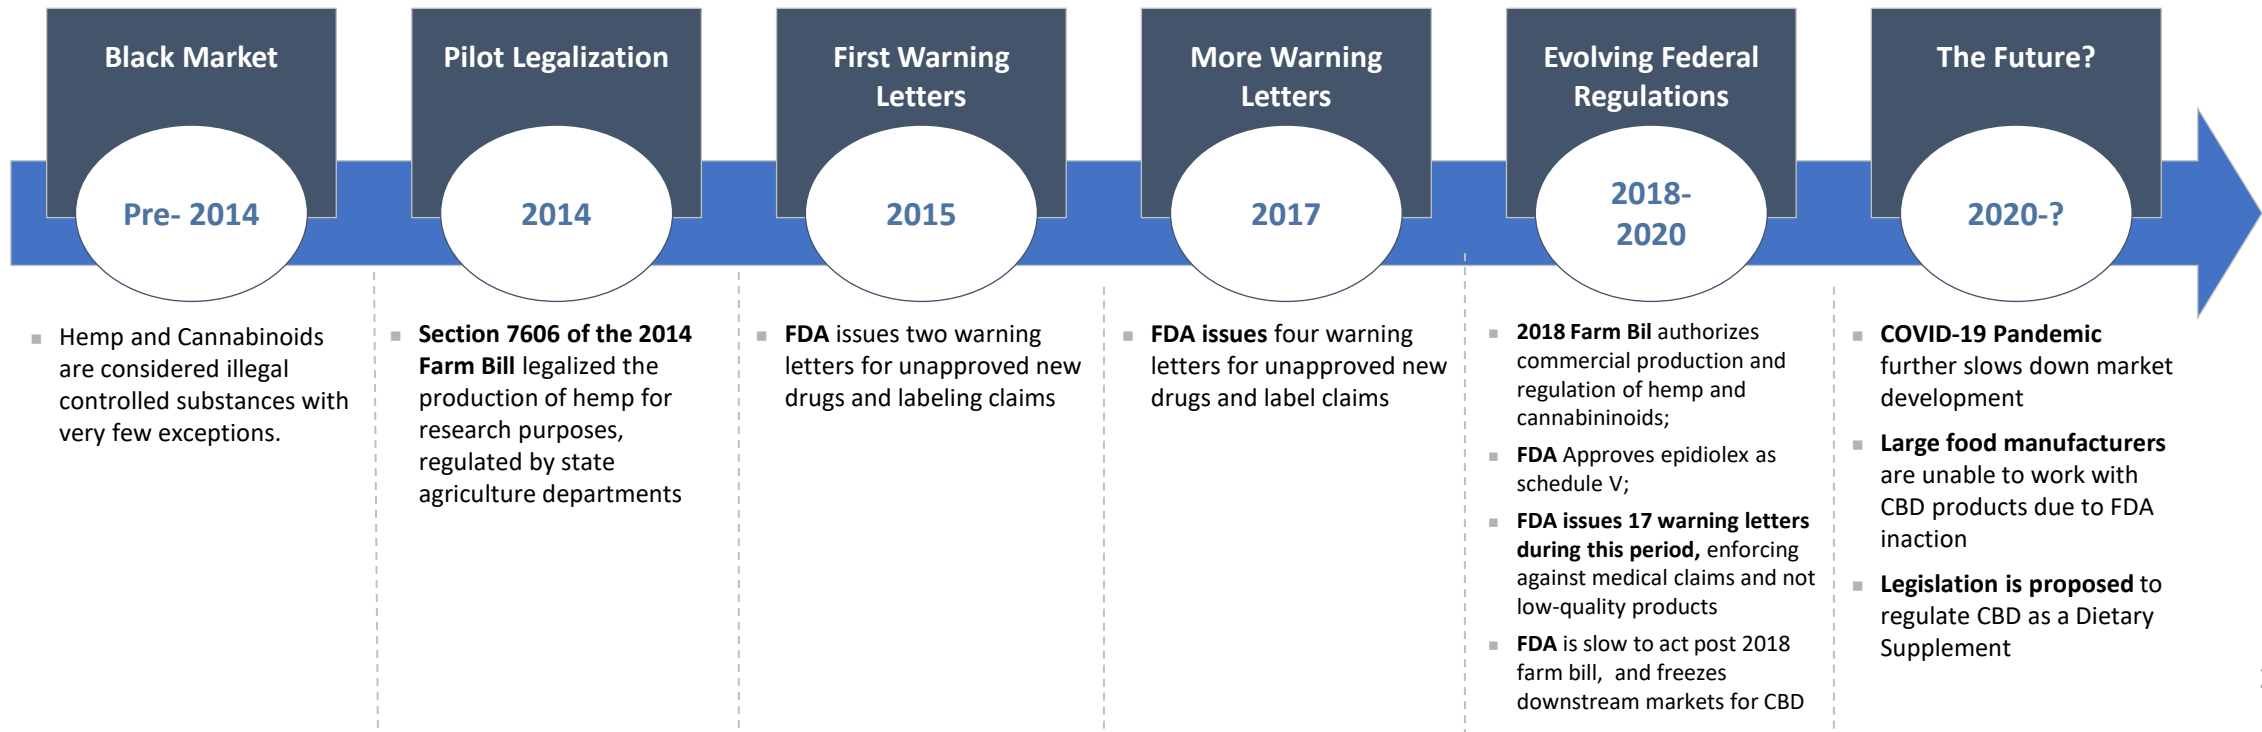 Black Market
Pre- 2014
Hemp and Cannabinoids
are considered illegal
controlled substances with
very few exceptions.
Pilot Legalization
2014
Section 7606 of the 2014
Farm Bill legalized the
production of hemp for
research purposes,
regulated by state
agriculture departments
First Warning
Letters
2015
FDA issues two warning
letters for unapproved new
drugs and labeling claims
More Warning
Letters
2017
FDA issues four warning
letters for unapproved new
drugs and label claims
Evolving Federal
Regulations
2018-
2020
2018 Farm Bil authorizes
commercial production and
regulation of hemp and
cannabininoids;
FDA Approves epidiolex as
schedule V;
FDA issues 17 warning letters
during this period, enforcing
against medical claims and not
low-quality products
FDA is slow to act post 2018
farm bill, and freezes
downstream markets for CBD
The Future?
2020-?
COVID-19 Pandemic
further slows down market
development
Large food manufacturers
are unable to work with
CBD products due to FDA
inaction
Legislation is proposed to
regulate CBD as a Dietary
Supplement